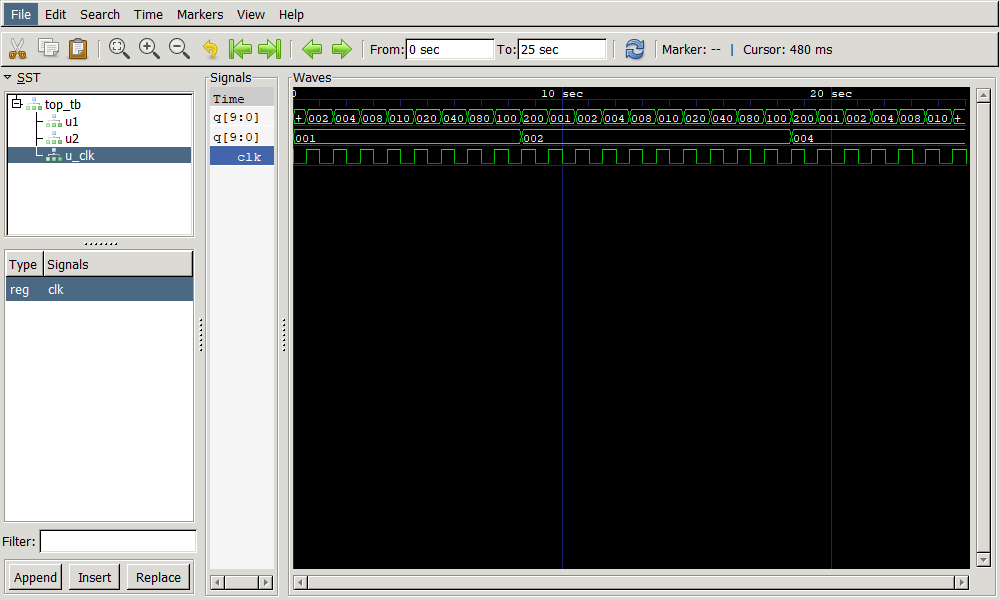 File Edit Search Time Markers View Help
From: 0 sec To: 25 sec Marker: -- | Cursor: 480 ms
SST
top_tb
u1
u2
u_clk
Type Signals
reg clk
Filter:
Append Insert Replace
Signals
Time
q[9:0]
q[9:0]
clk
Waves
0 10 sec 20 sec
+ 002 004 008 010 020 040 080 100 200 001 002 004 008 010 020 040 080 100 200 001 002 004 008 010 +
001 002 004